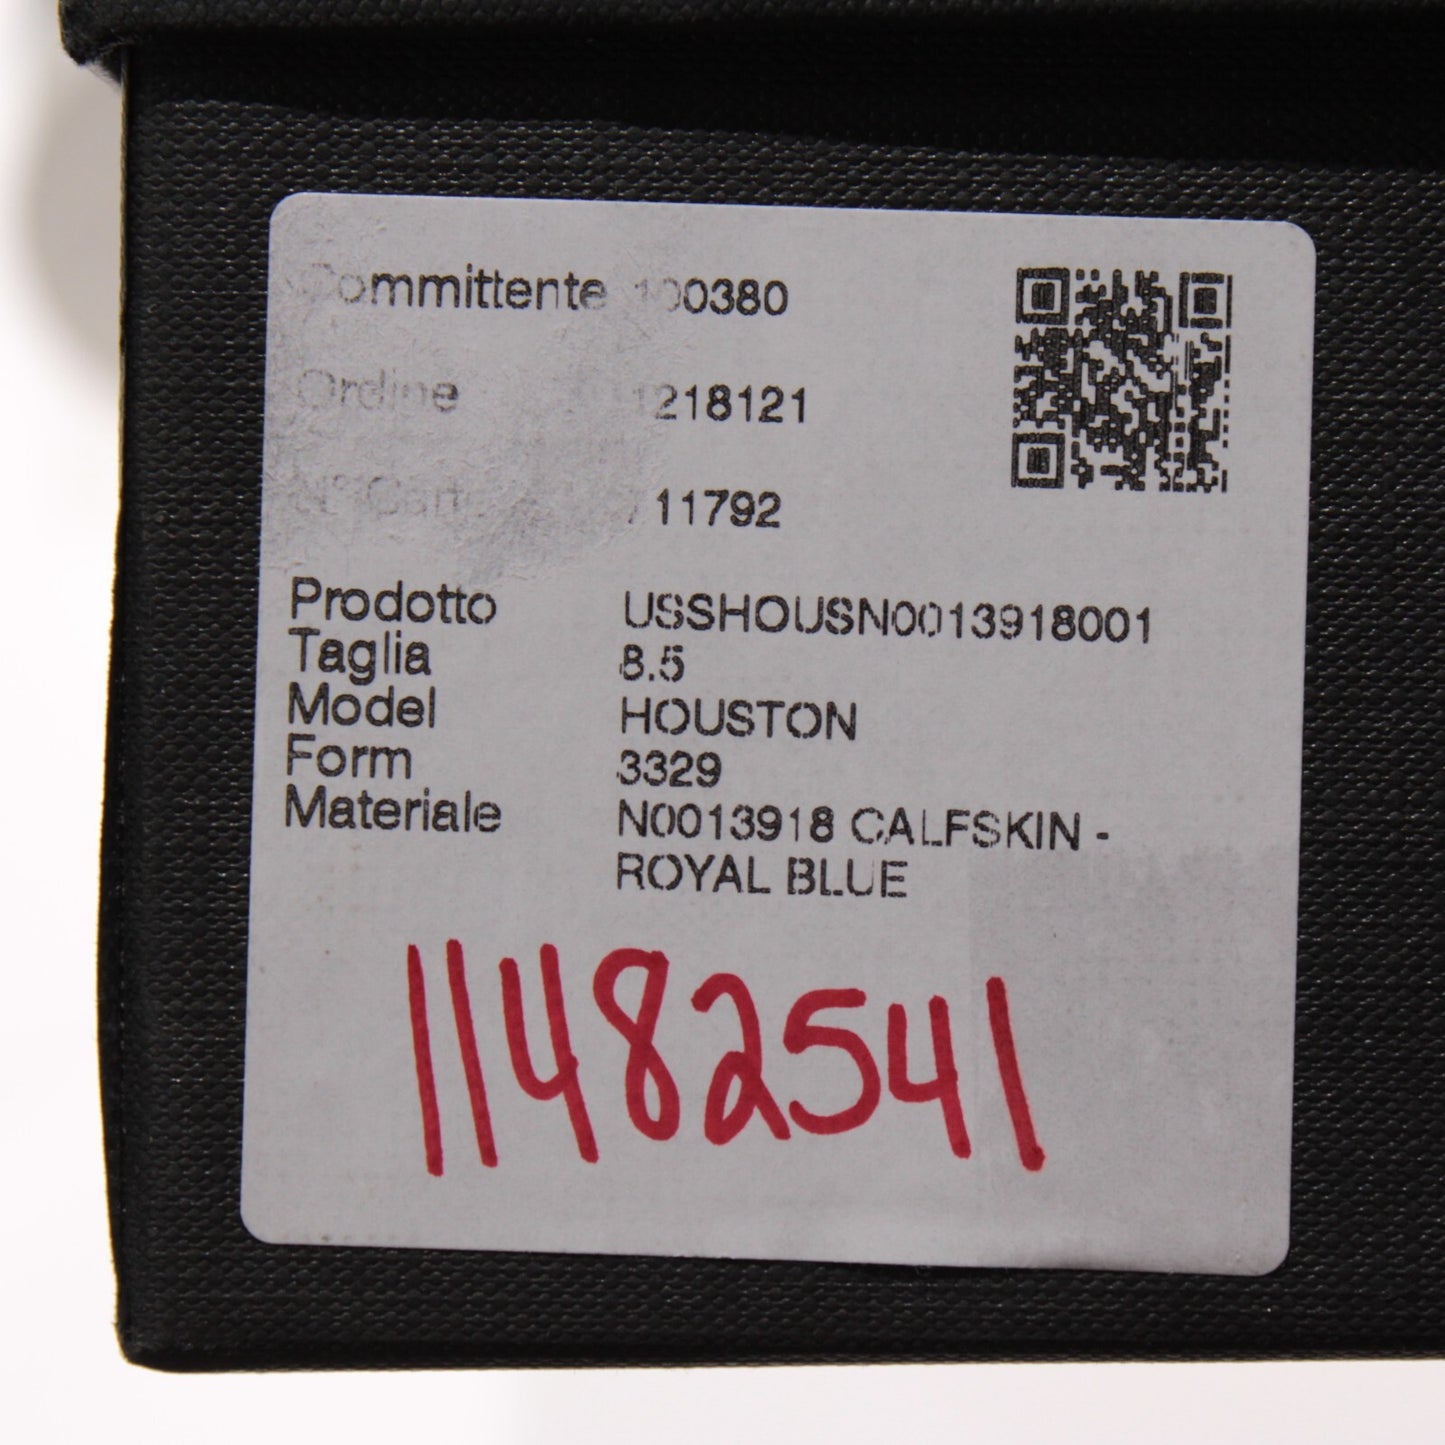 Committente 100380
Ordine 1218121
11792
Prodotto USSHOUSN0013918001
Taglia 8.5
Model HOUSTON
Form 3329
Materiale N0013918 CALFSKIN -
ROYAL BLUE
11482541